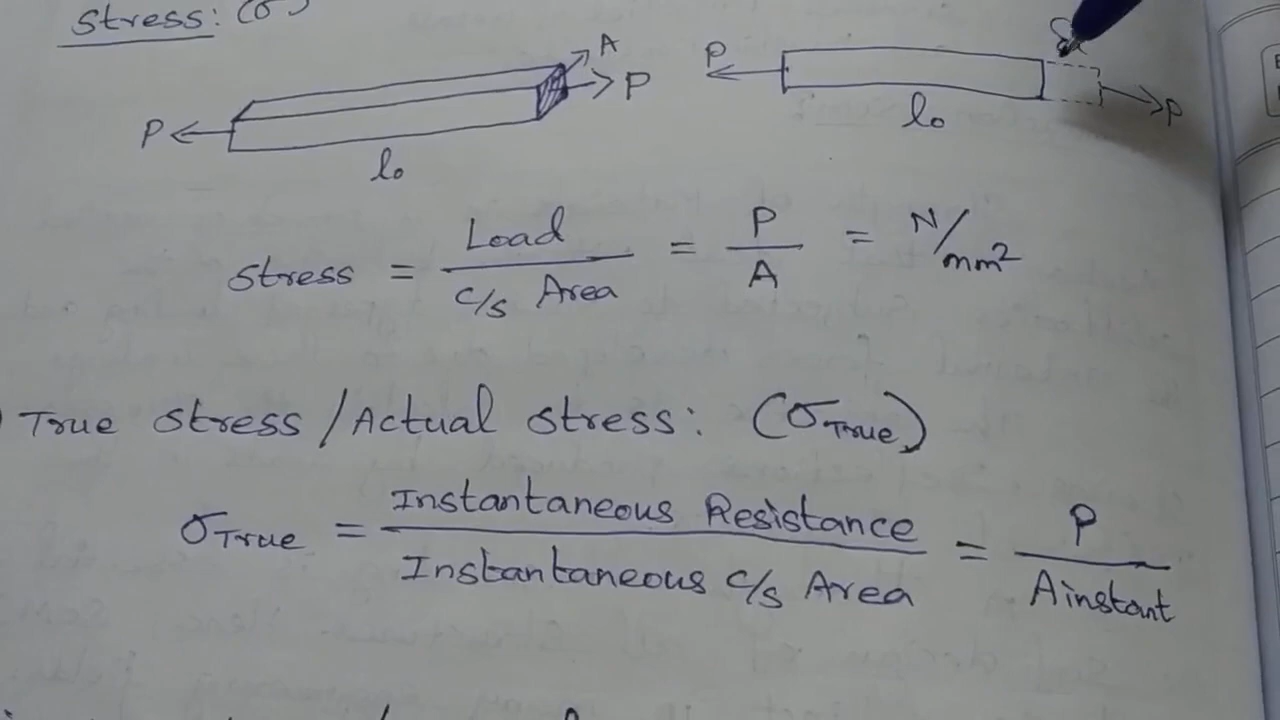 Stress: (σ)
A
P
P
l₀
P
P
l₀
Stress = Load / c/s Area = P / A = N/mm²
True stress /Actual stress: (σTrue)
σTrue = Instantaneous Resistance / Instantaneous c/s Area = P / Ainstant